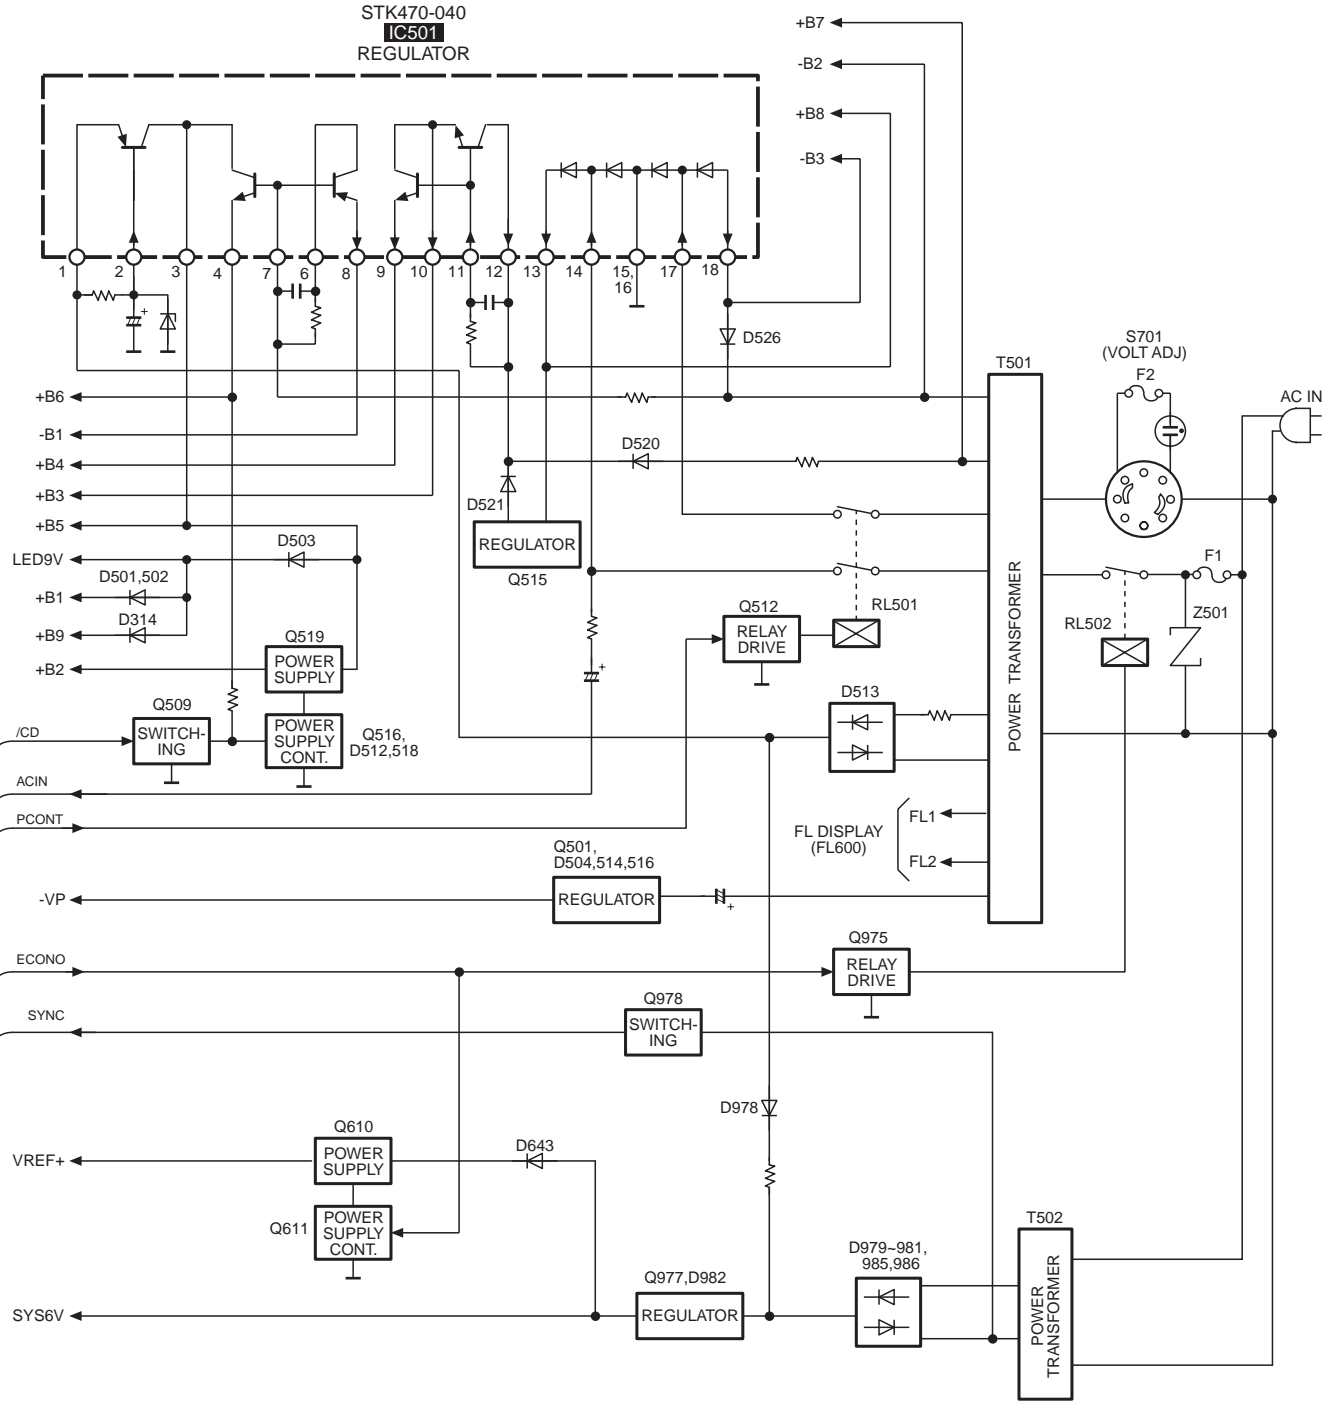 STK470-040
IC501
REGULATOR
+B7
-B2
+B8
-B3
1
2
3
4
7
6
8
9
10
11
12
13
14
15,
16
17
18
+
D526
S701
(VOLT ADJ)
F2
T501
AC IN
+B6
-B1
+B4
+B3
+B5
LED9V
+B1
+B9
+B2
D520
D521
REGULATOR
Q515
D503
D501,502
D314
Q519
POWER
SUPPLY
Q512
RELAY
DRIVE
RL501
F1
Z501
RL502
POWER TRANSFORMER
+
Q509
SWITCH-
ING
/CD
POWER
SUPPLY
CONT.
Q516,
D512,518
D513
ACIN
PCONT
FL DISPLAY
(FL600)
FL1
FL2
Q501,
D504,514,516
REGULATOR
+
-VP
ECONO
Q975
RELAY
DRIVE
SYNC
Q978
SWITCH-
ING
D978
Q610
POWER
SUPPLY
D643
VREF+
Q611
POWER
SUPPLY
CONT.
T502
POWER
TRANSFORMER
D979~981,
985,986
Q977,D982
REGULATOR
SYS6V